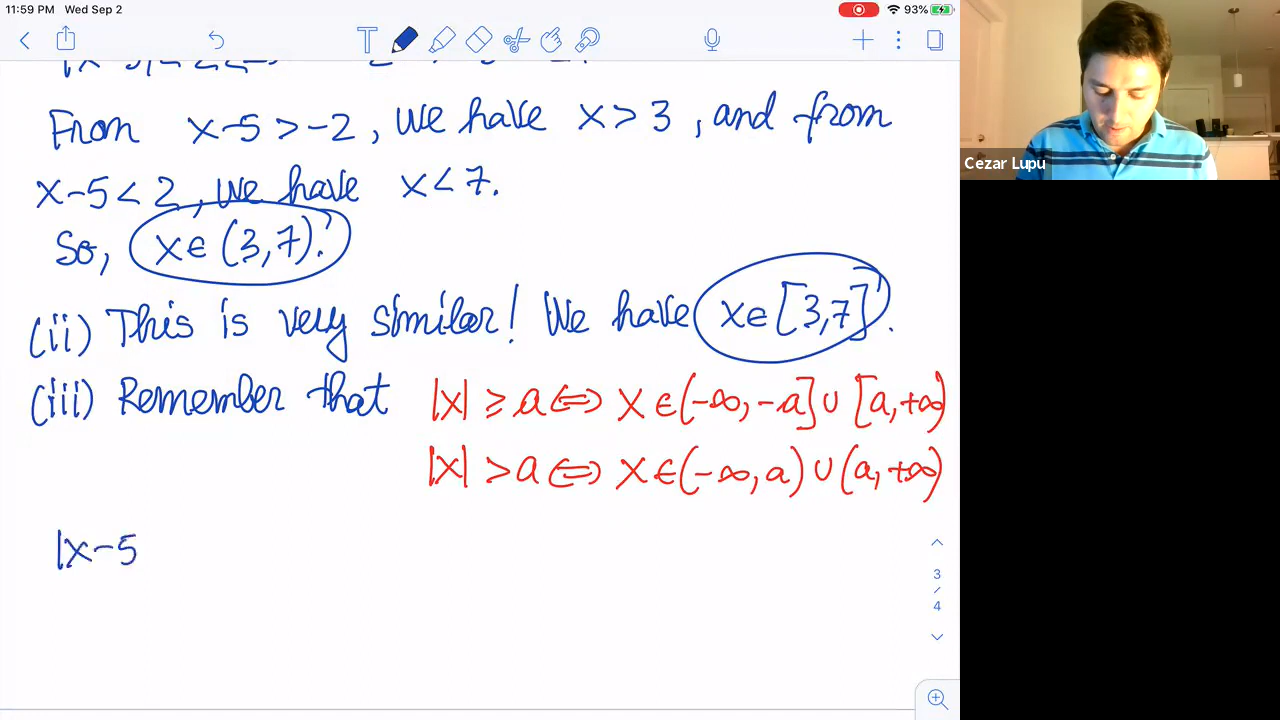 11:59 PM Wed Sep 2
93%
T
From x-5 > -2, we have x > 3, and from
x-5 < 2, we have x < 7.
So, x ∈ (3,7).
(ii) This is very similar! We have x ∈ [3,7].
(iii) Remember that |x| ⩾ a ⟺ x ∈ (-∞, -a] ∪ [a, +∞)
|x| > a ⟺ x ∈ (-∞, a) ∪ (a, +∞)
|x-5
3
/
4
Cezar Lupu